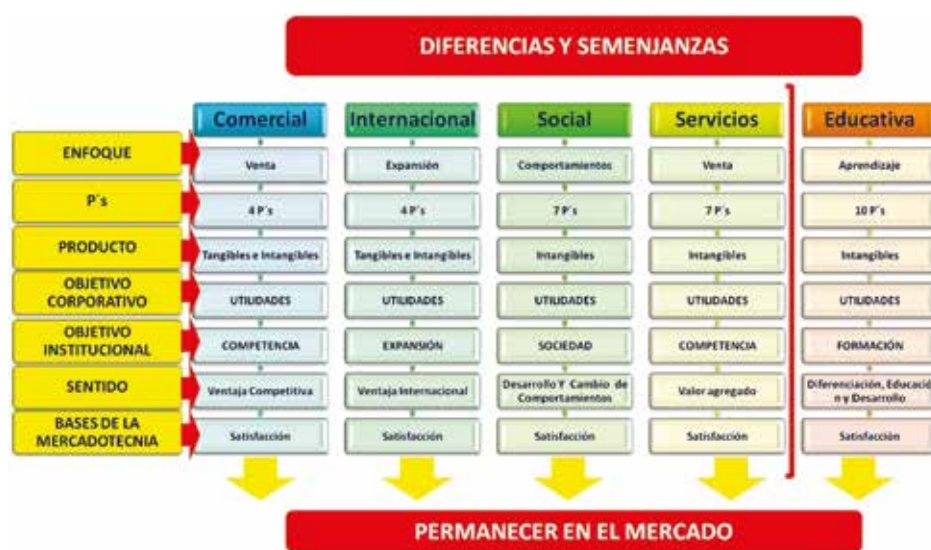 DIFERENCIAS Y SEMENJANZAS
Comercial Internacional Social Servicios Educativa
ENFOQUE Venta Expansión Comportamientos Venta Aprendizaje
P´s 4 P´s 4 P´s 7 P´s 7 P´s 10 P´s
PRODUCTO Tangibles e Intangibles Tangibles e Intangibles Intangibles Intangibles Intangibles
OBJETIVO
CORPORATIVO UTILIDADES UTILIDADES UTILIDADES UTILIDADES UTILIDADES
OBJETIVO
INSTITUCIONAL COMPETENCIA EXPANSIÓN SOCIEDAD COMPETENCIA FORMACIÓN
SENTIDO Ventaja Competitiva Ventaja Internacional Desarrollo Y Cambio de
Comportamientos Valor agregado Diferenciación, Educació
n y Desarrollo
BASES DE LA
MERCADOTECNIA Satisfacción Satisfacción Satisfacción Satisfacción Satisfacción
PERMANECER EN EL MERCADO